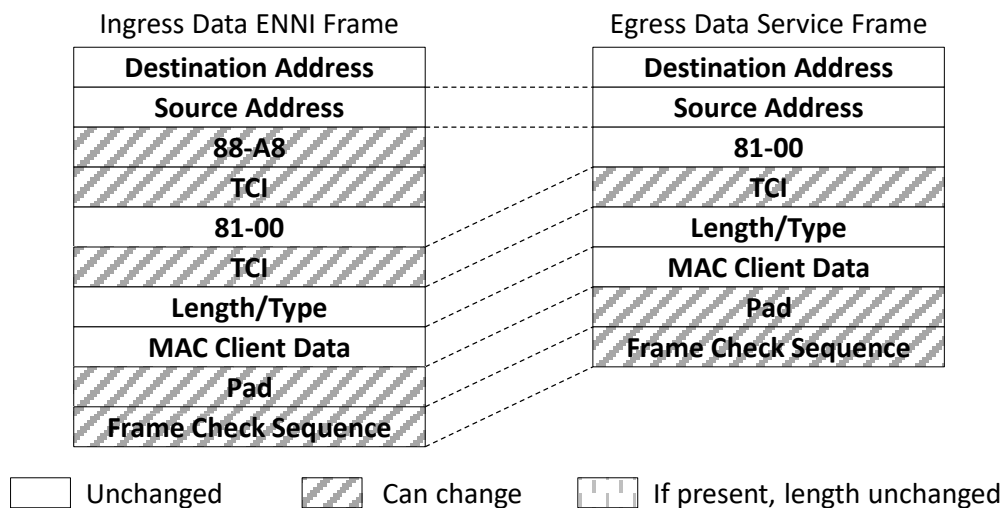 Ingress Data ENNI Frame
Destination Address
Source Address
88-A8
TCI
81-00
TCI
Length/Type
MAC Client Data
Pad
Frame Check Sequence
Egress Data Service Frame
Destination Address
Source Address
81-00
TCI
Length/Type
MAC Client Data
Pad
Frame Check Sequence
Unchanged
Can change
If present, length unchanged